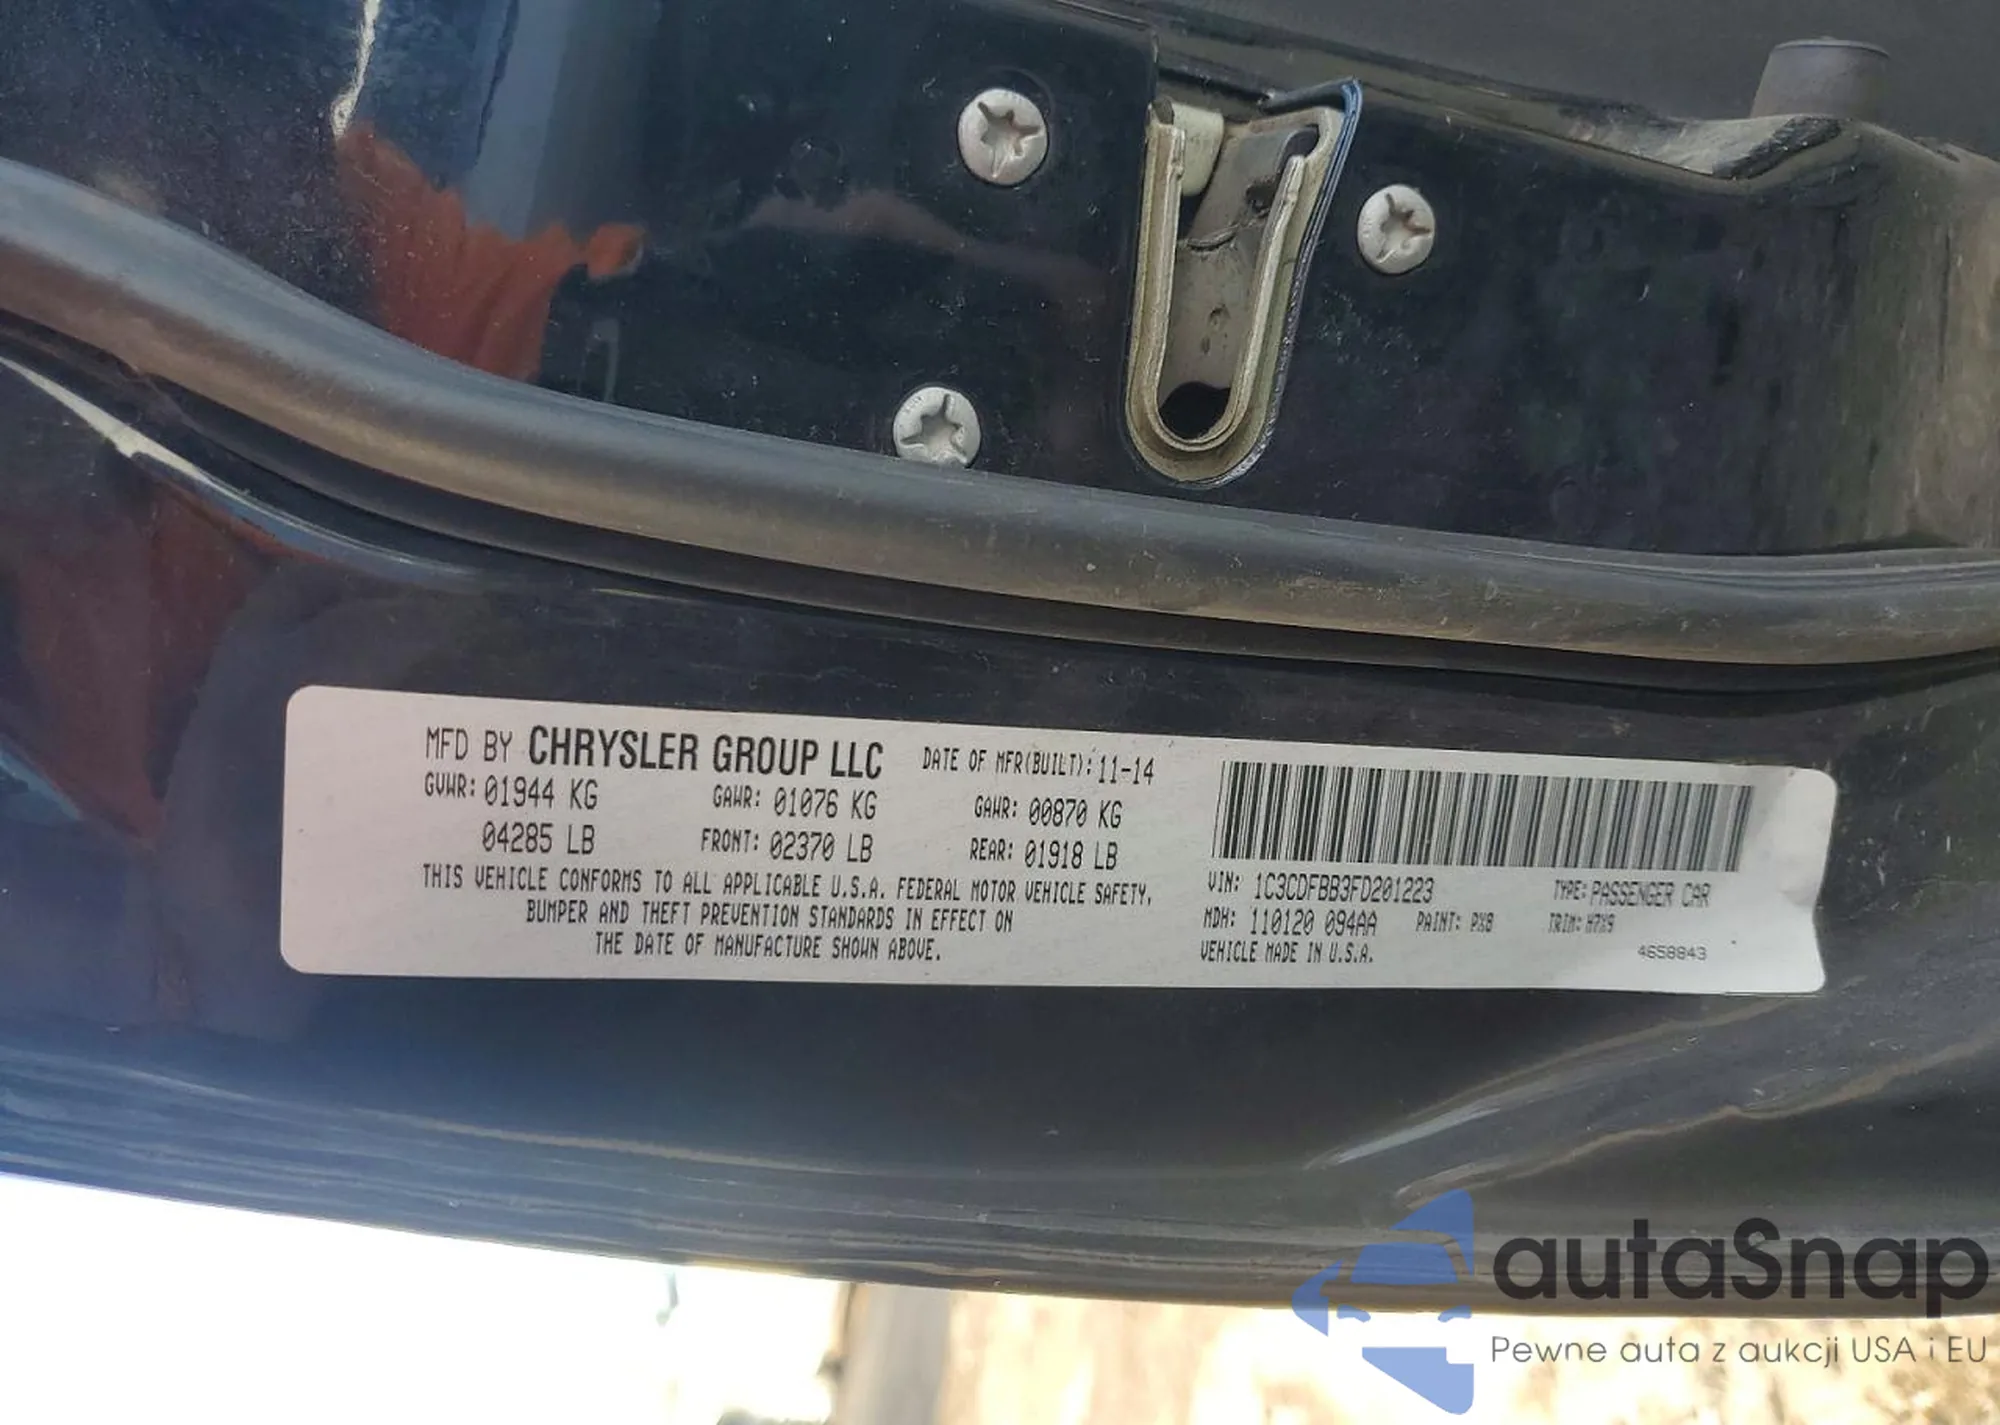 MFD BY CHRYSLER GROUP LLC DATE OF MFR(BUILT): 11-14
GVWR: 01944 KG GAWR: 01076 KG GAWR: 00870 KG
04285 LB FRONT: 02370 LB REAR: 01918 LB
THIS VEHICLE CONFORMS TO ALL APPLICABLE U.S.A. FEDERAL MOTOR VEHICLE SAFETY,
BUMPER AND THEFT PREVENTION STANDARDS IN EFFECT ON
THE DATE OF MANUFACTURE SHOWN ABOVE.
VIN: 1C3CDFBB3FD201223 TYPE: PASSENGER CAR
MDH: 110120 094AA PAINT: PX8 TRIM: H7X9
VEHICLE MADE IN U.S.A.
4658843
autaSnap
Pewne auta z aukcji USA i EU